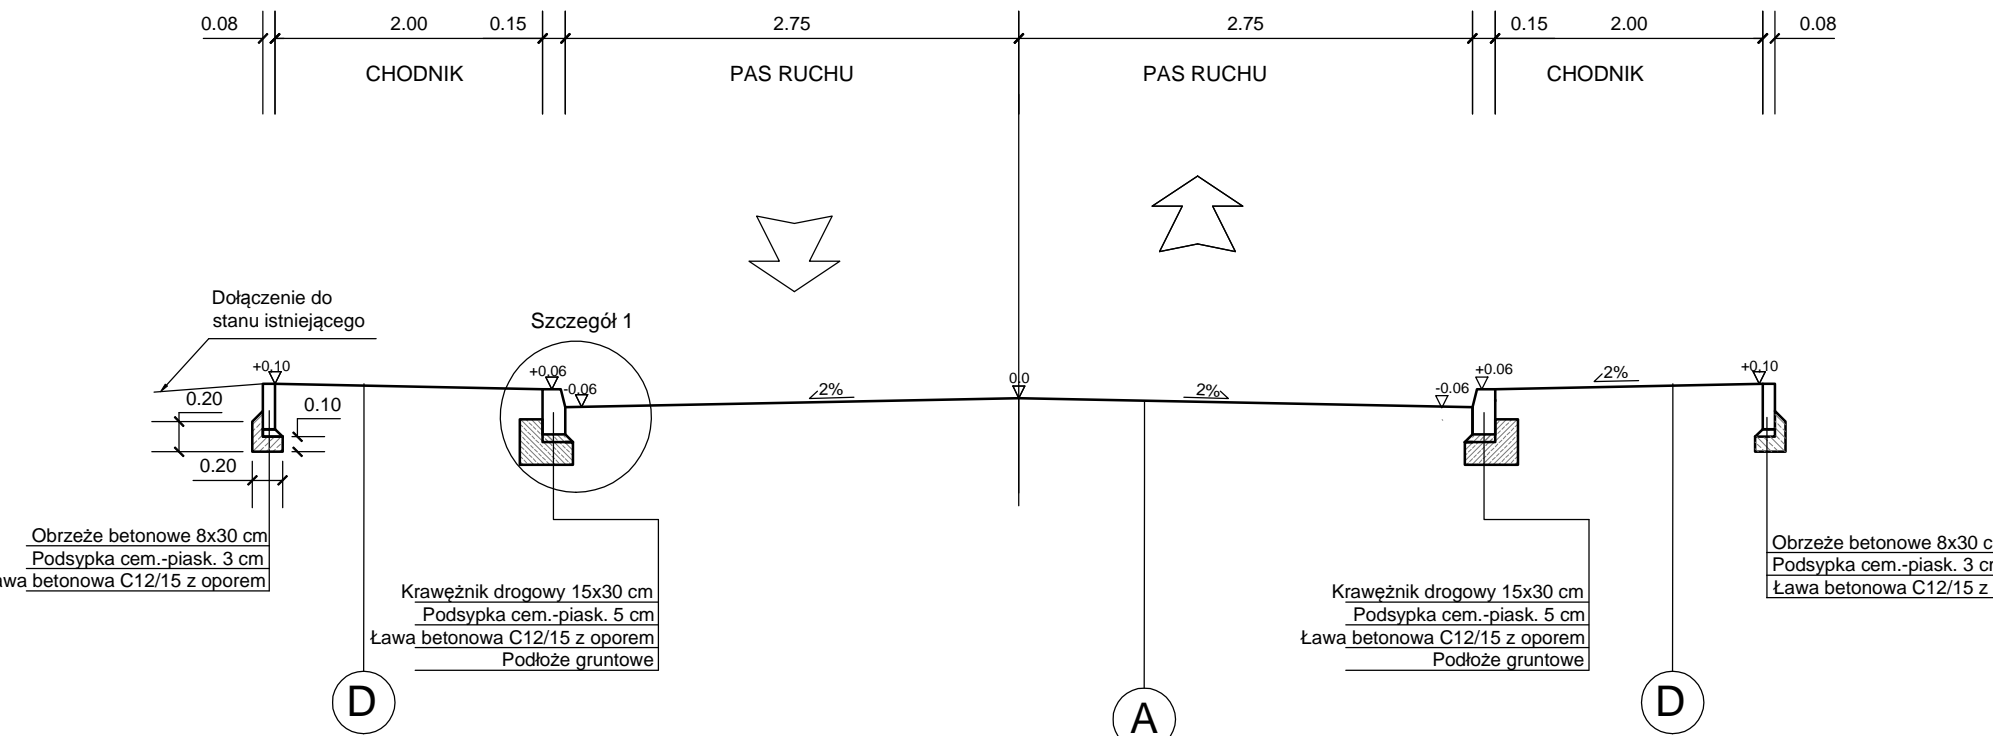 0.08 2.00 0.15 2.75 2.75 0.15 2.00 0.08
CHODNIK PAS RUCHU PAS RUCHU CHODNIK
Dołączenie do
stanu istniejącego
Szczegół 1
+0.10 +0.06 -0.06 2% 0.0 2% -0.06 +0.06 2% +0.10
0.20 0.10
0.20
Obrzeże betonowe 8x30 cm
Podsypka cem.-piask. 3 cm
betonowa C12/15 z oporem
Krawężnik drogowy 15x30 cm
Podsypka cem.-piask. 5 cm
Ława betonowa C12/15 z oporem
Podłoże gruntowe
Krawężnik drogowy 15x30 cm
Podsypka cem.-piask. 5 cm
Ława betonowa C12/15 z oporem
Podłoże gruntowe
Obrzeże betonowe 8x30
Podsypka cem.-piask. 3
Ława betonowa C12/15 z
D A D